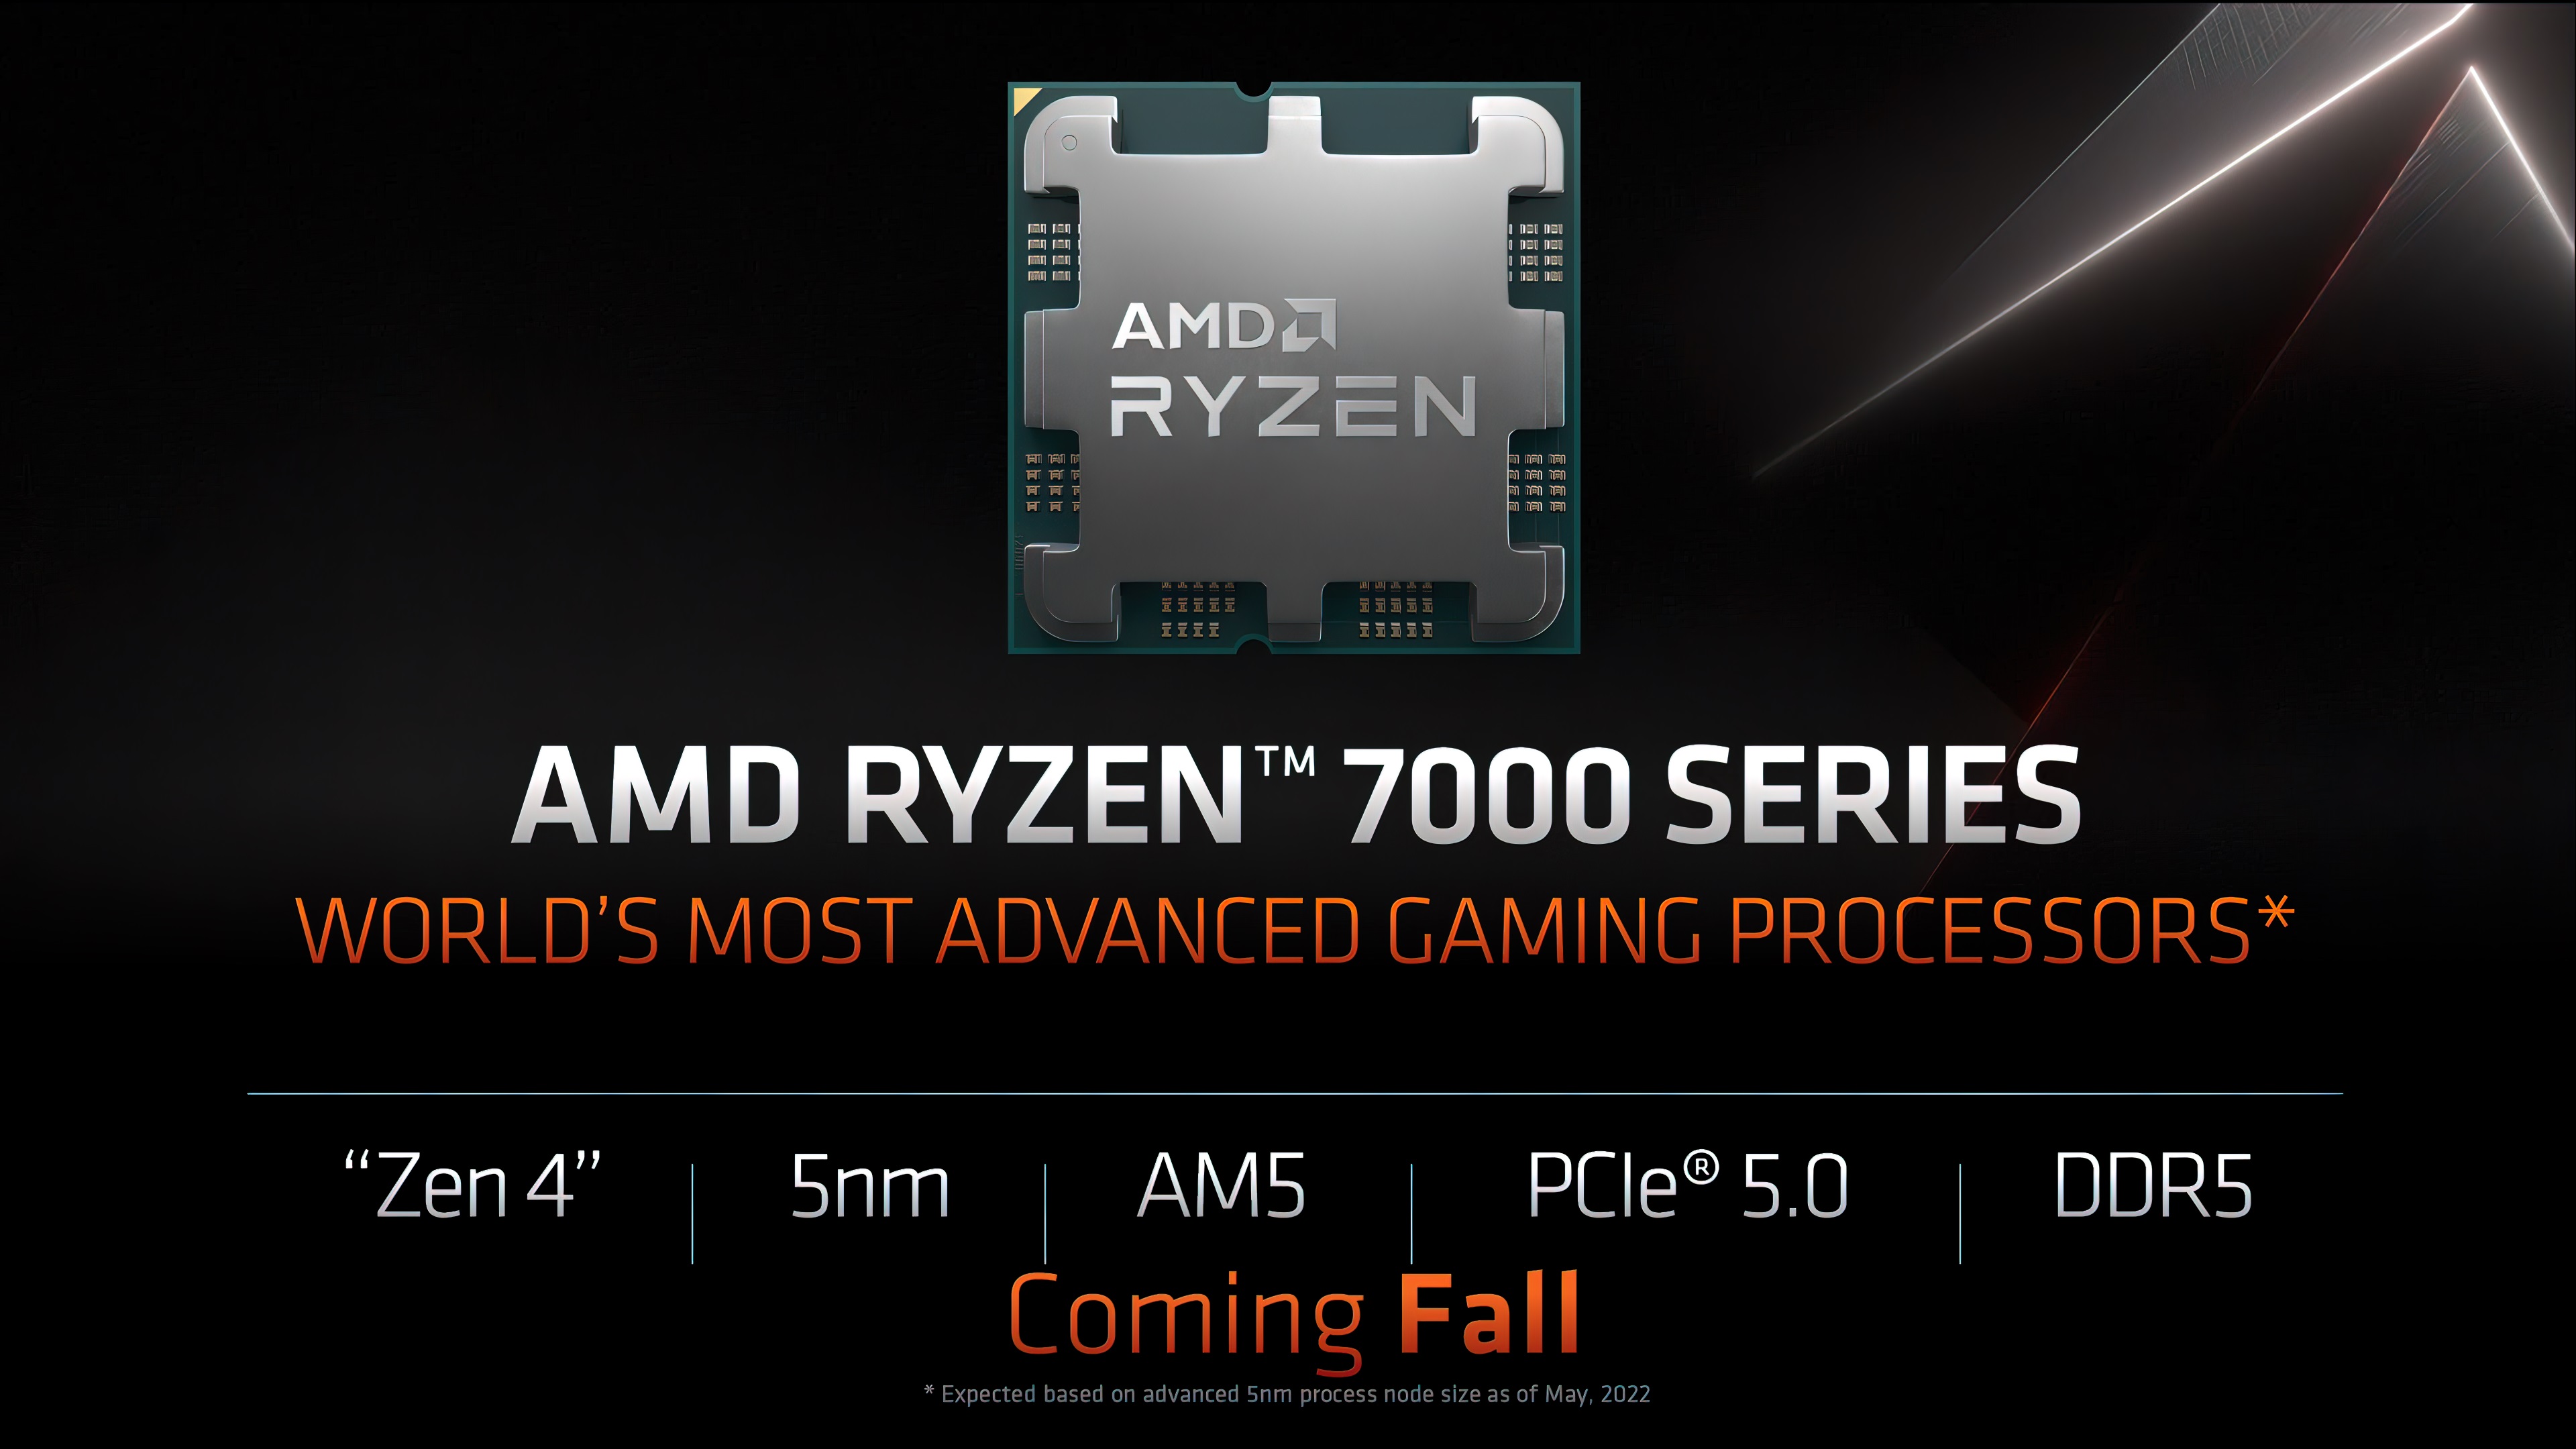 AMD
RYZEN
AMD RYZEN™ 7000 SERIES
WORLD’S MOST ADVANCED GAMING PROCESSORS*
“Zen 4” 5nm AM5 PCIe® 5.0 DDR5
Coming Fall
* Expected based on advanced 5nm process node size as of May, 2022